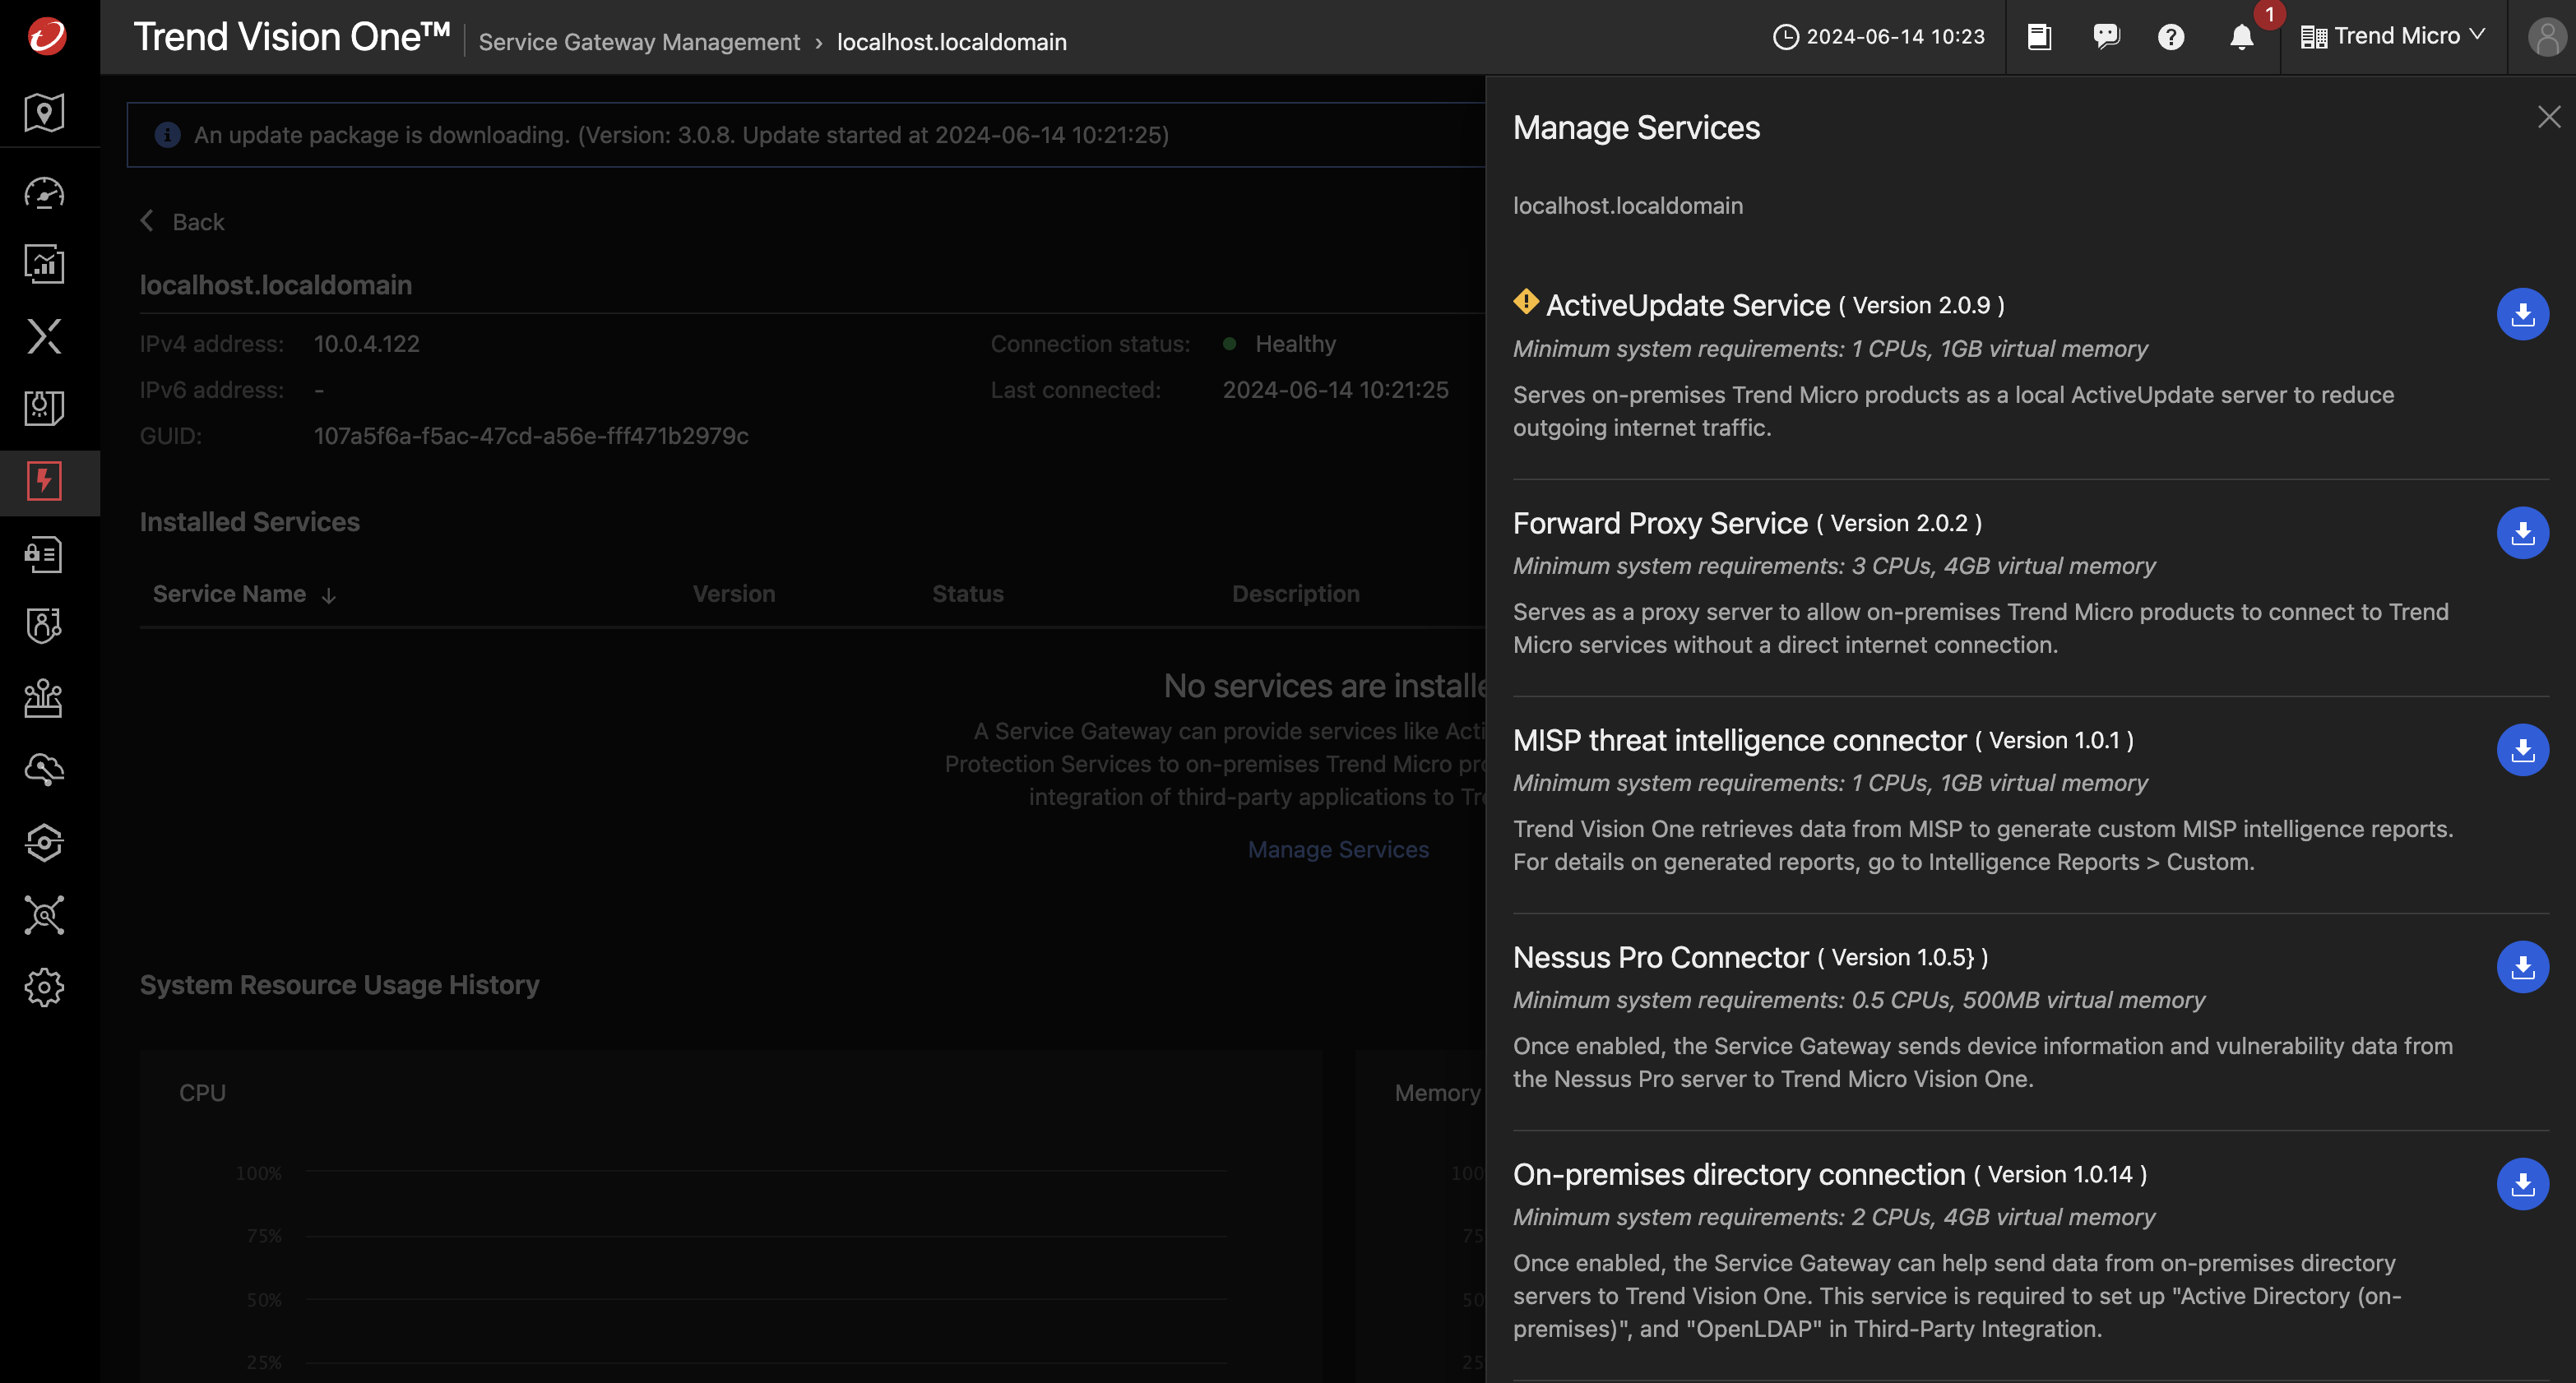 Trend Vision One™ Service Gateway Management › localhost.localdomain
2024-06-14 10:23
1
Trend Micro
An update package is downloading. (Version: 3.0.8. Update started at 2024-06-14 10:21:25)
Back
localhost.localdomain
IPv4 address: 10.0.4.122
Connection status: Healthy
IPv6 address: -
Last connected: 2024-06-14 10:21:25
GUID: 107a5f6a-f5ac-47cd-a56e-fff471b2979c
Installed Services
Service Name Version Status Description
No services are installe
A Service Gateway can provide services like Acti
Protection Services to on-premises Trend Micro pro
integration of third-party applications to Tre
Manage Services
System Resource Usage History
CPU
100%
75%
50%
25%
Memory
100
75
50
25
Manage Services
localhost.localdomain
ActiveUpdate Service ( Version 2.0.9 )
Minimum system requirements: 1 CPUs, 1GB virtual memory
Serves on-premises Trend Micro products as a local ActiveUpdate server to reduce
outgoing internet traffic.
Forward Proxy Service ( Version 2.0.2 )
Minimum system requirements: 3 CPUs, 4GB virtual memory
Serves as a proxy server to allow on-premises Trend Micro products to connect to Trend
Micro services without a direct internet connection.
MISP threat intelligence connector ( Version 1.0.1 )
Minimum system requirements: 1 CPUs, 1GB virtual memory
Trend Vision One retrieves data from MISP to generate custom MISP intelligence reports.
For details on generated reports, go to Intelligence Reports > Custom.
Nessus Pro Connector ( Version 1.0.5} )
Minimum system requirements: 0.5 CPUs, 500MB virtual memory
Once enabled, the Service Gateway sends device information and vulnerability data from
the Nessus Pro server to Trend Micro Vision One.
On-premises directory connection ( Version 1.0.14 )
Minimum system requirements: 2 CPUs, 4GB virtual memory
Once enabled, the Service Gateway can help send data from on-premises directory
servers to Trend Vision One. This service is required to set up "Active Directory (on-
premises)", and "OpenLDAP" in Third-Party Integration.